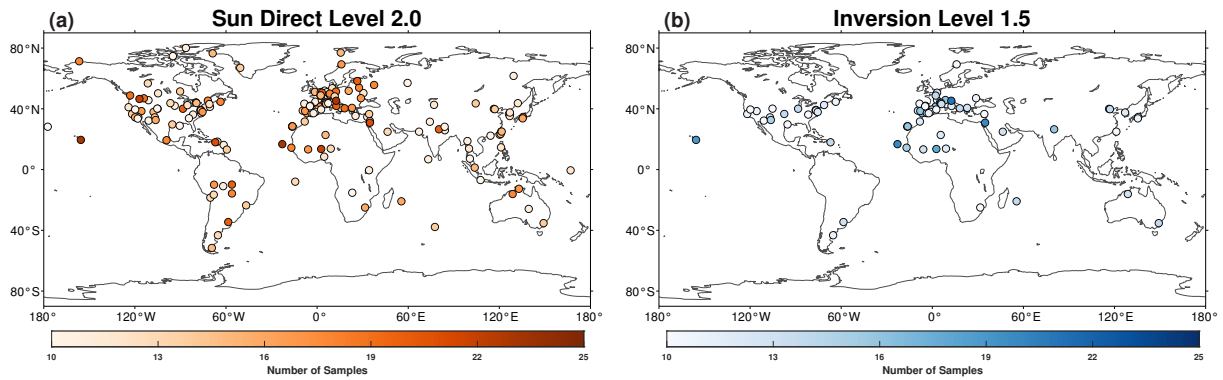 (a) Sun Direct Level 2.0
80°N
40°N
0°
40°S
80°S
180°W 120°W 60°W 0° 60°E 120°E 180°E
10 13 16 19 22 25
Number of Samples
(b) Inversion Level 1.5
80°N
40°N
0°
40°S
80°S
180°W 120°W 60°W 0° 60°E 120°E 180°E
10 13 16 19 22 25
Number of Samples